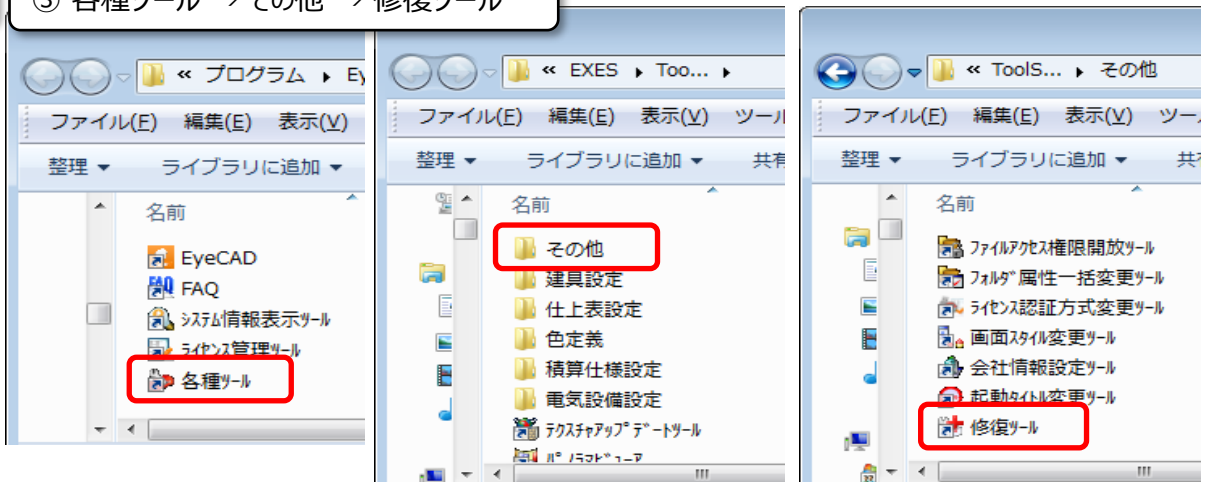 ③ 各種ツール → その他 → 修復ツール
« プログラム ▸ Ey
ファイル(F) 編集(E) 表示(V)
整理 ▼ ライブラリに追加 ▼
名前
EyeCAD
FAQ
ｼｽﾃﾑ情報表示ﾂｰﾙ
ﾗｲｾﾝｽ管理ﾂｰﾙ
各種ﾂｰﾙ
« EXES ▸ Too... ▸
ファイル(F) 編集(E) 表示(V) ツール
整理 ▼ ライブラリに追加 ▼ 共有
名前
その他
建具設定
仕上表設定
色定義
積算仕様設定
電気設備設定
ﾃｸｽﾁｬｱｯﾌﾟﾃﾞｰﾄﾂｰﾙ
ﾊﾟﾉﾗﾏﾋﾞｭｰｱ
« ToolS... ▸ その他
ファイル(F) 編集(E) 表示(V) ツー
整理 ▼ ライブラリに追加 ▼ 共
名前
ﾌｧｲﾙｱｸｾｽ権限開放ﾂｰﾙ
ﾌｫﾙﾀﾞ属性一括変更ﾂｰﾙ
ﾗｲｾﾝｽ認証方式変更ﾂｰﾙ
画面ｽﾀｲﾙ変更ﾂｰﾙ
会社情報設定ﾂｰﾙ
起動ﾀｲﾄﾙ変更ﾂｰﾙ
修復ﾂｰﾙ